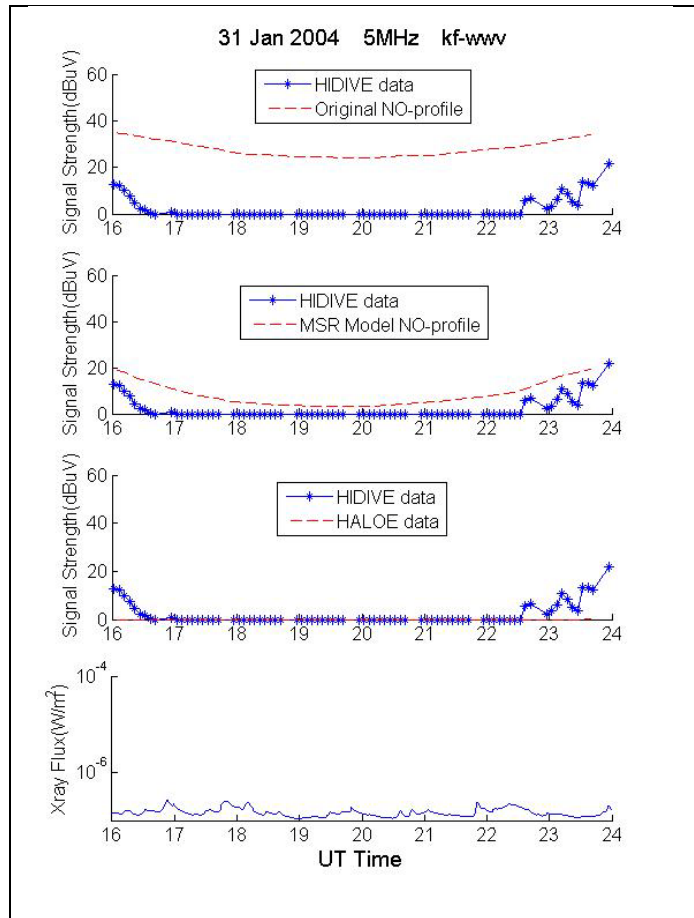 31 Jan 2004 5MHz kf-wwv
Signal Strength(dBuV)
60
40
20
0
HIDIVE data
Original NO-profile
16 17 18 19 20 21 22 23 24
Signal Strength(dBuV)
60
40
20
0
HIDIVE data
MSR Model NO-profile
16 17 18 19 20 21 22 23 24
Signal Strength(dBuV)
60
40
20
0
HIDIVE data
HALOE data
16 17 18 19 20 21 22 23 24
Xray Flux(W/m²)
10⁻⁴
10⁻⁶
16 17 18 19 20 21 22 23 24
UT Time